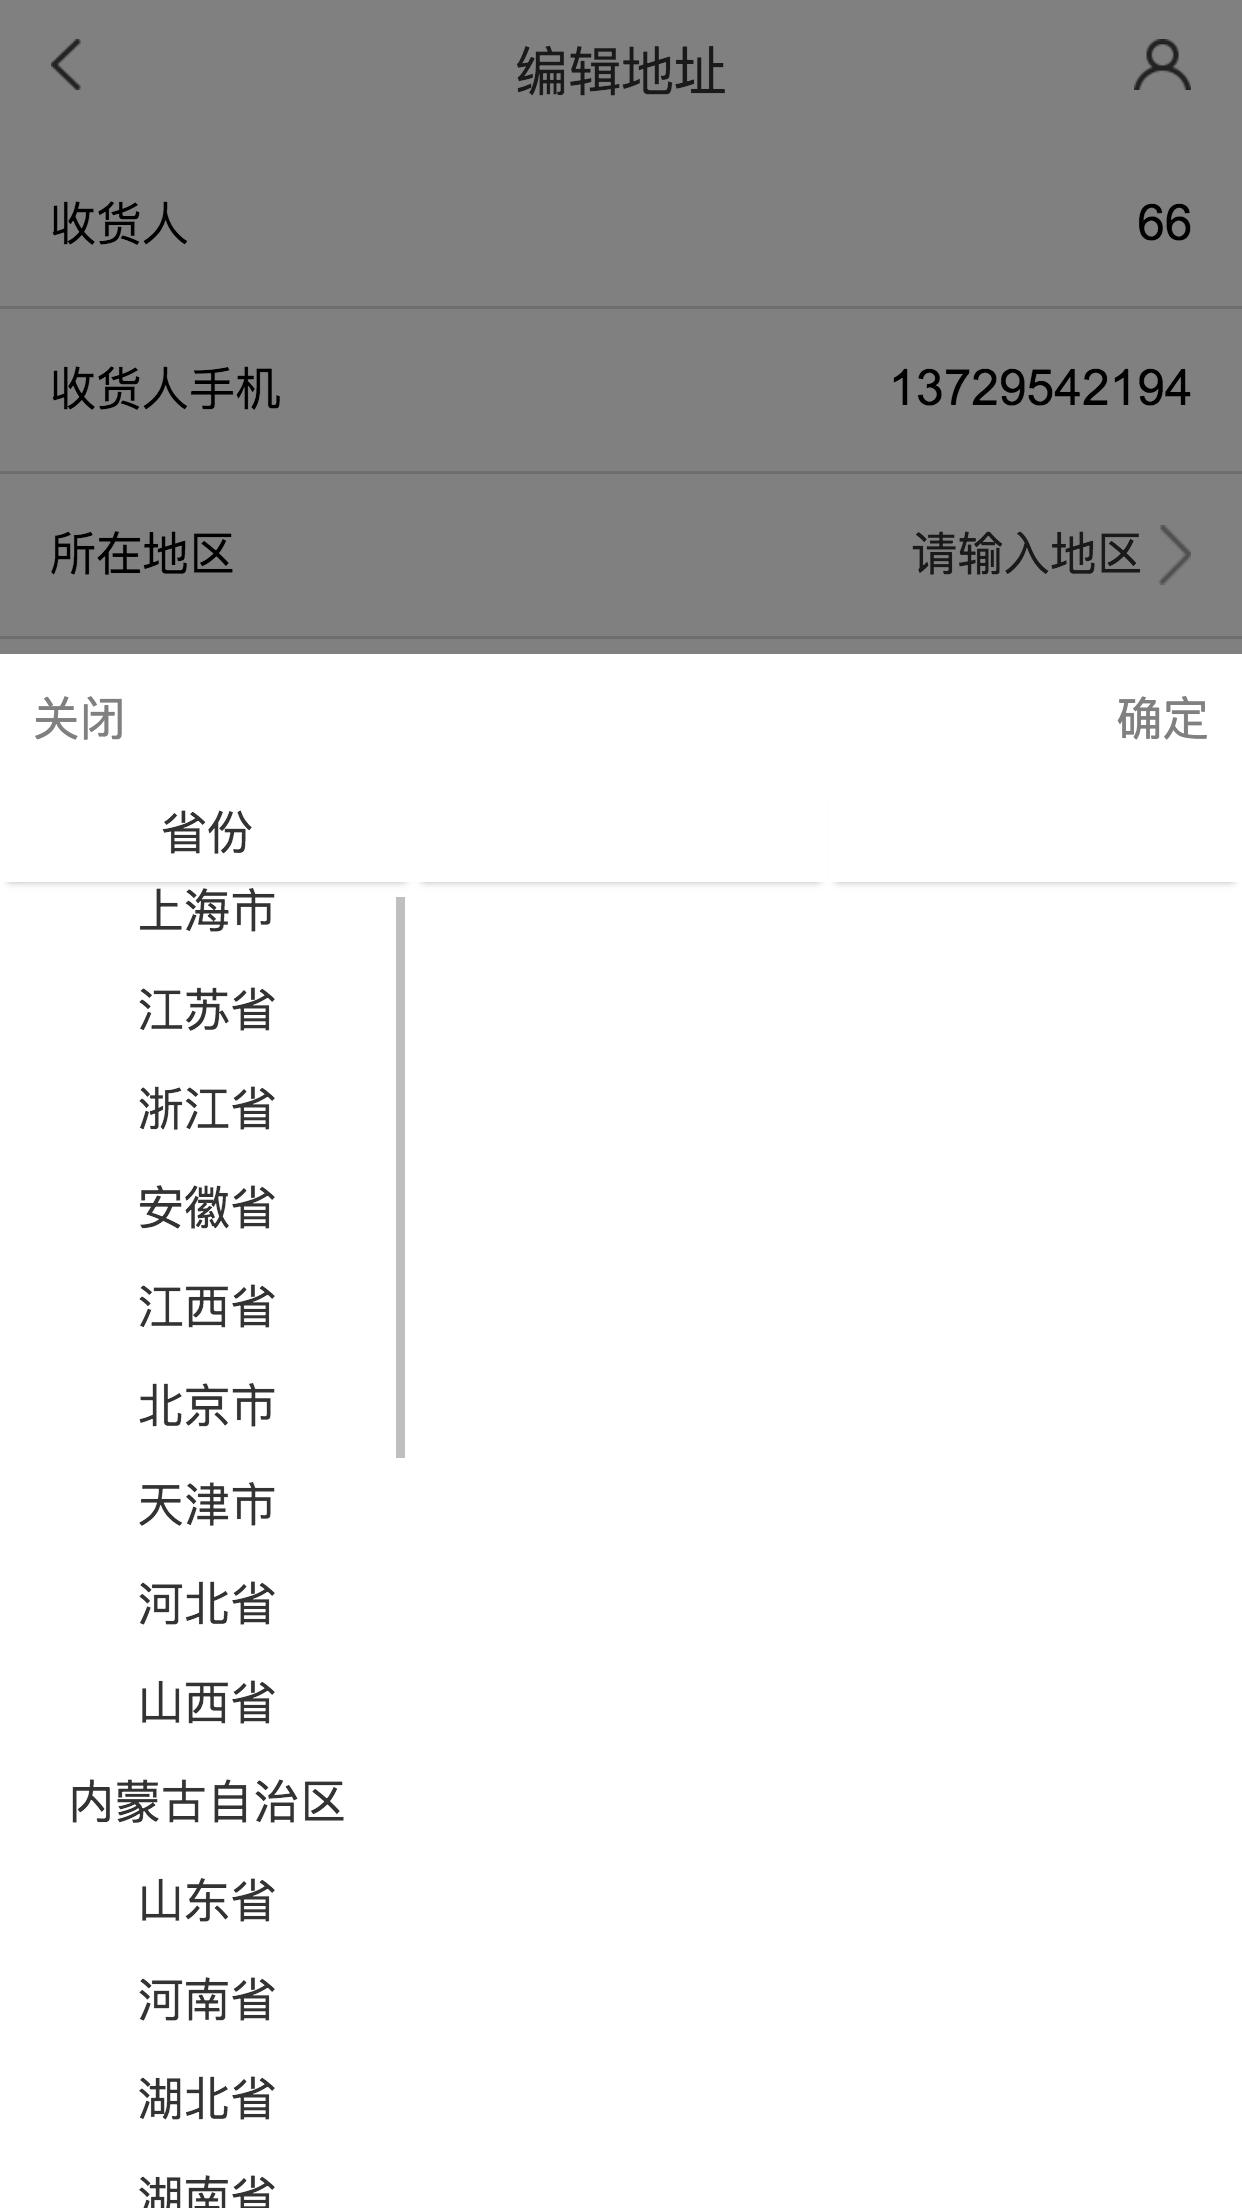 编辑地址
收货人 66
收货人手机 13729542194
所在地区 请输入地区
关闭 确定
省份
上海市
江苏省
浙江省
安徽省
江西省
北京市
天津市
河北省
山西省
内蒙古自治区
山东省
河南省
湖北省
湖南省